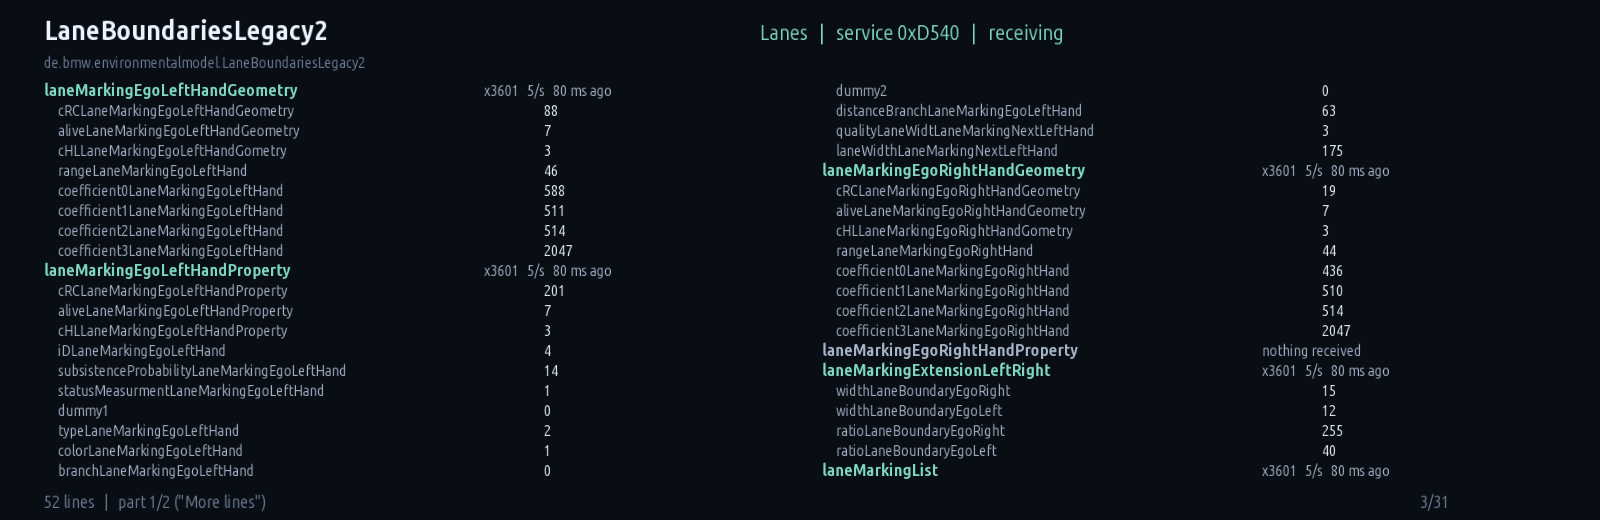 LaneBoundariesLegacy2
Lanes | service 0xD540 | receiving
de.bmw.environmentalmodel.LaneBoundariesLegacy2
laneMarkingEgoLeftHandGeometry x3601 5/s 80 ms ago
cRCLaneMarkingEgoLeftHandGeometry 88
aliveLaneMarkingEgoLeftHandGeometry 7
cHLLaneMarkingEgoLeftHandGometry 3
rangeLaneMarkingEgoLeftHand 46
coefficient0LaneMarkingEgoLeftHand 588
coefficient1LaneMarkingEgoLeftHand 511
coefficient2LaneMarkingEgoLeftHand 514
coefficient3LaneMarkingEgoLeftHand 2047
laneMarkingEgoLeftHandProperty x3601 5/s 80 ms ago
cRCLaneMarkingEgoLeftHandProperty 201
aliveLaneMarkingEgoLeftHandProperty 7
cHLLaneMarkingEgoLeftHandProperty 3
iDLaneMarkingEgoLeftHand 4
subsistenceProbabilityLaneMarkingEgoLeftHand 14
statusMeasurmentLaneMarkingEgoLeftHand 1
dummy1 0
typeLaneMarkingEgoLeftHand 2
colorLaneMarkingEgoLeftHand 1
branchLaneMarkingEgoLeftHand 0
dummy2 0
distanceBranchLaneMarkingEgoLeftHand 63
qualityLaneWidtLaneMarkingNextLeftHand 3
laneWidthLaneMarkingNextLeftHand 175
laneMarkingEgoRightHandGeometry x3601 5/s 80 ms ago
cRCLaneMarkingEgoRightHandGeometry 19
aliveLaneMarkingEgoRightHandGeometry 7
cHLLaneMarkingEgoRightHandGometry 3
rangeLaneMarkingEgoRightHand 44
coefficient0LaneMarkingEgoRightHand 436
coefficient1LaneMarkingEgoRightHand 510
coefficient2LaneMarkingEgoRightHand 514
coefficient3LaneMarkingEgoRightHand 2047
laneMarkingEgoRightHandProperty nothing received
laneMarkingExtensionLeftRight x3601 5/s 80 ms ago
widthLaneBoundaryEgoRight 15
widthLaneBoundaryEgoLeft 12
ratioLaneBoundaryEgoRight 255
ratioLaneBoundaryEgoLeft 40
laneMarkingList x3601 5/s 80 ms ago
52 lines | part 1/2 ("More lines")
3/31